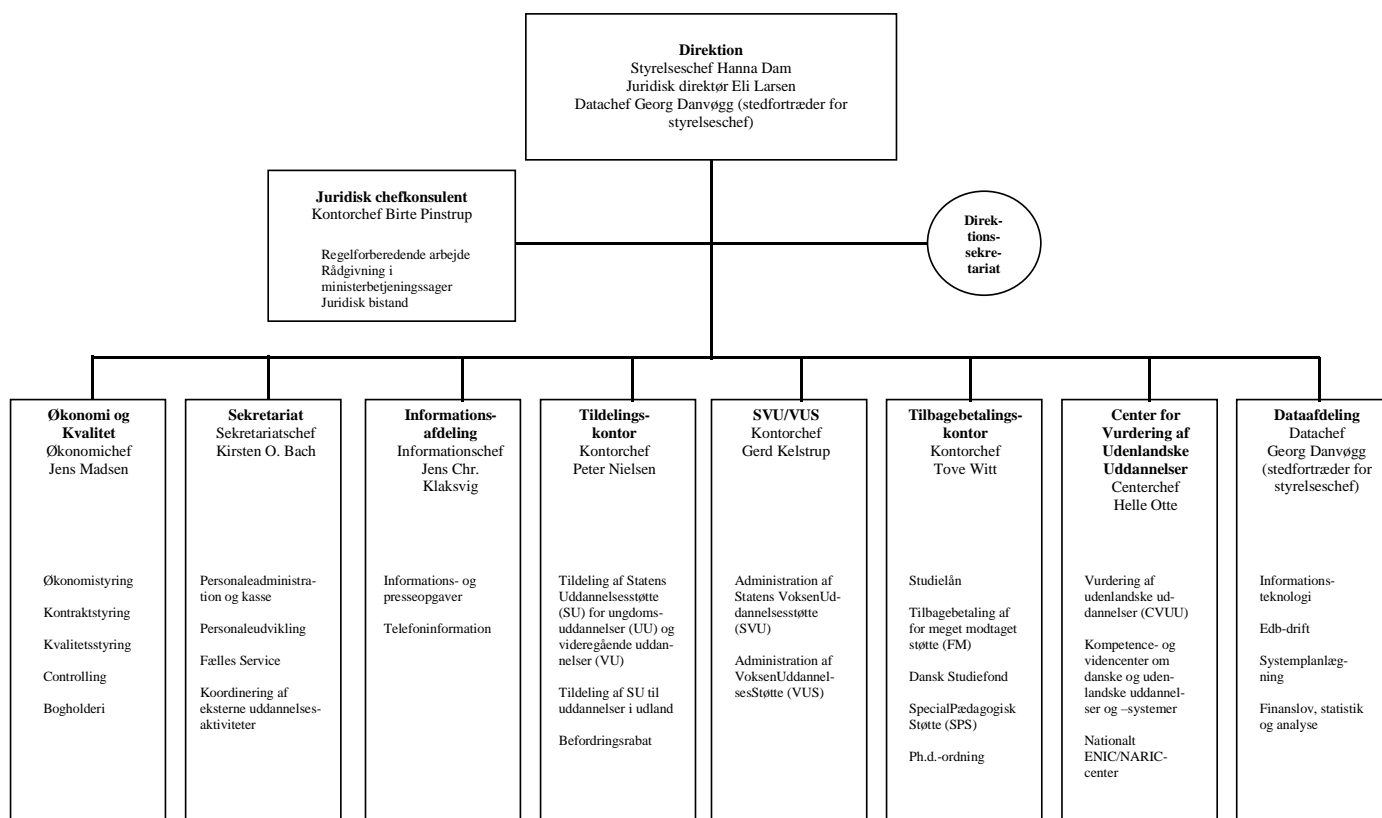 Direktion
Styrelseschef Hanna Dam
Juridisk direktør Eli Larsen
Datachef Georg Danvøgg (stedfortræder for
styrelseschef)
Juridisk chefkonsulent
Kontorchef Birte Pinstrup
Regelforberedende arbejde
Rådgivning i
ministerbetjeningssager
Juridisk bistand
Direk-
tions-
sekre-
tariat
Økonomi og
Kvalitet
Økonomichef
Jens Madsen
Økonomistyring
Kontraktstyring
Kvalitetsstyring
Controlling
Bogholderi
Sekretariat
Sekretariatschef
Kirsten O. Bach
Personaleadministra-
tion og kasse
Personaleudvikling
Fælles Service
Koordinering af
eksterne uddannelses-
aktiviteter
Informations-
afdeling
Informationschef
Jens Chr.
Klaksvig
Informations- og
presseopgaver
Telefoninformation
Tildelings-
kontor
Kontorchef
Peter Nielsen
Tildeling af Statens
Uddannelsesstøtte
(SU) for ungdoms-
uddannelser (UU) og
videregående uddan-
nelser (VU)
Tildeling af SU til
uddannelser i udland
Befordringsrabat
SVU/VUS
Kontorchef
Gerd Kelstrup
Administration af
Statens VoksenUd-
dannelsesstøtte
(SVU)
Administration af
VoksenUddannel-
sesStøtte (VUS)
Tilbagebetalings-
kontor
Kontorchef
Tove Witt
Studielån
Tilbagebetaling af
for meget modtaget
støtte (FM)
Dansk Studiefond
SpecialPædagogisk
Støtte (SPS)
Ph.d.-ordning
Center for
Vurdering af
Udenlandske
Uddannelser
Centerchef
Helle Otte
Vurdering af
udenlandske ud-
dannelser (CVUU)
Kompetence- og
videncenter om
danske og uden-
landske uddannel-
ser og –systemer
Nationalt
ENIC/NARIC-
center
Dataafdeling
Datachef
Georg Danvøgg
(stedfortræder for
styrelseschef)
Informations-
teknologi
Edb-drift
Systemplanlæg-
ning
Finanslov, statistik
og analyse